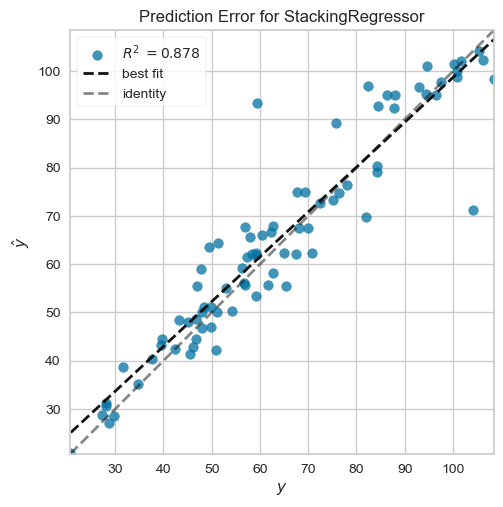 Prediction Error for StackingRegressor
R² = 0.878
best fit
identity
100
90
80
70
60
50
40
30
ŷ
30 40 50 60 70 80 90 100
y